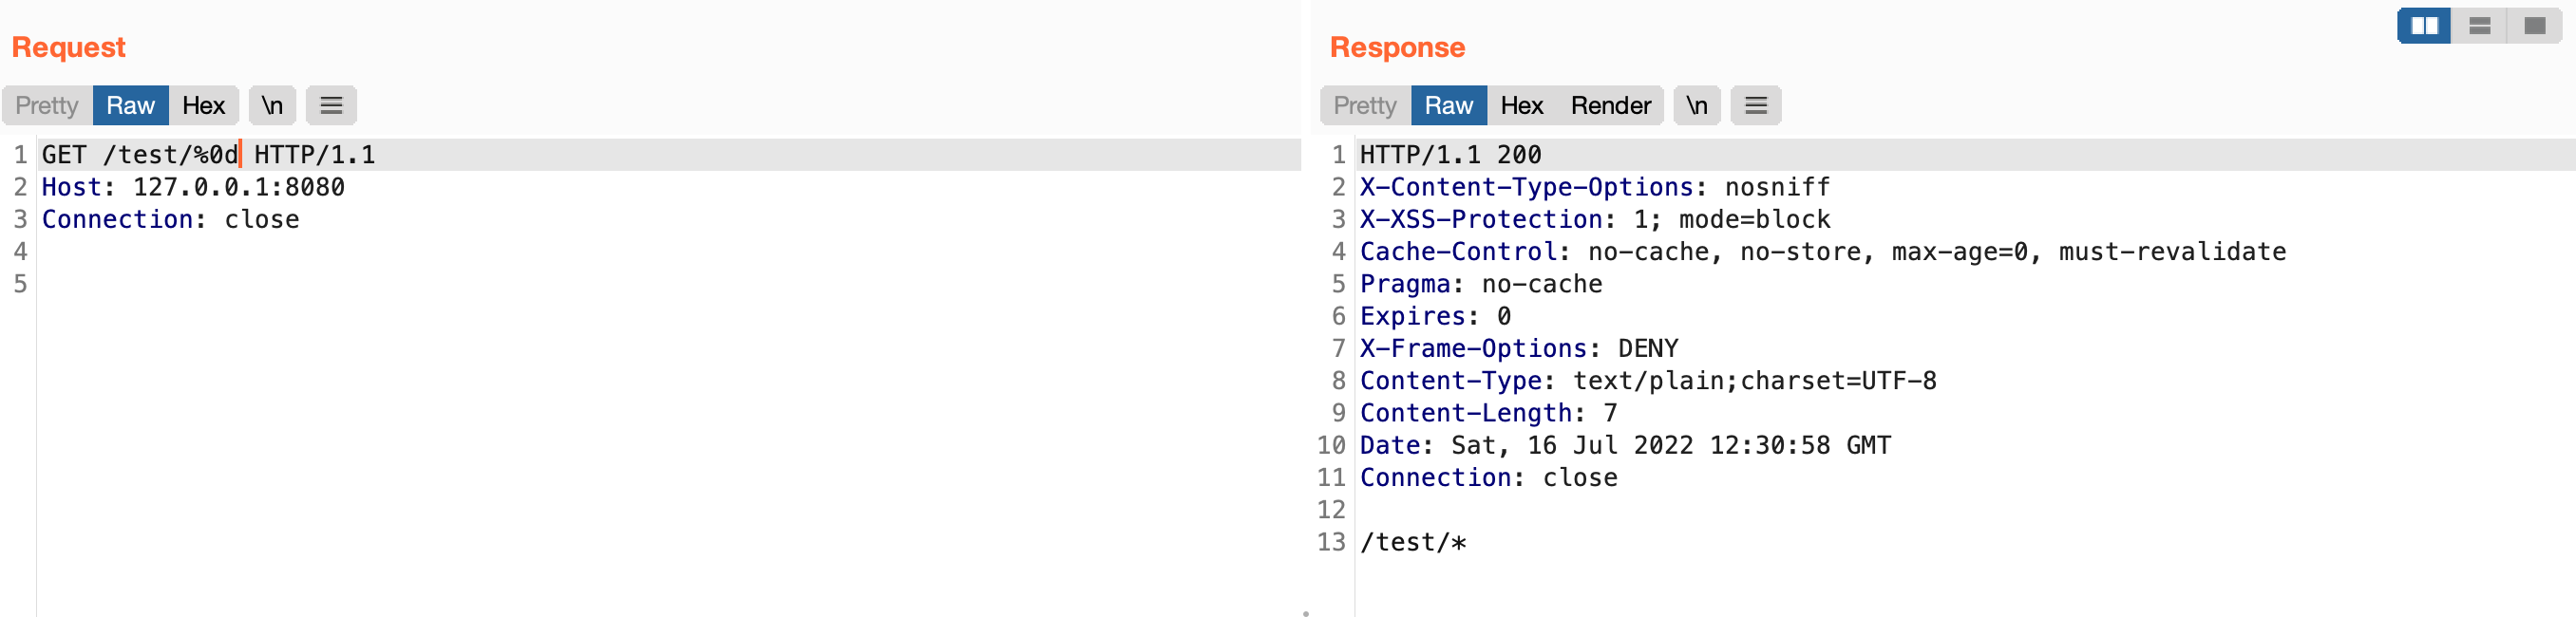 Request
Pretty Raw Hex \n
1 GET /test/%0d HTTP/1.1
2 Host: 127.0.0.1:8080
3 Connection: close
4
5
Response
Pretty Raw Hex Render \n
1 HTTP/1.1 200
2 X-Content-Type-Options: nosniff
3 X-XSS-Protection: 1; mode=block
4 Cache-Control: no-cache, no-store, max-age=0, must-revalidate
5 Pragma: no-cache
6 Expires: 0
7 X-Frame-Options: DENY
8 Content-Type: text/plain;charset=UTF-8
9 Content-Length: 7
10 Date: Sat, 16 Jul 2022 12:30:58 GMT
11 Connection: close
12
13 /test/*